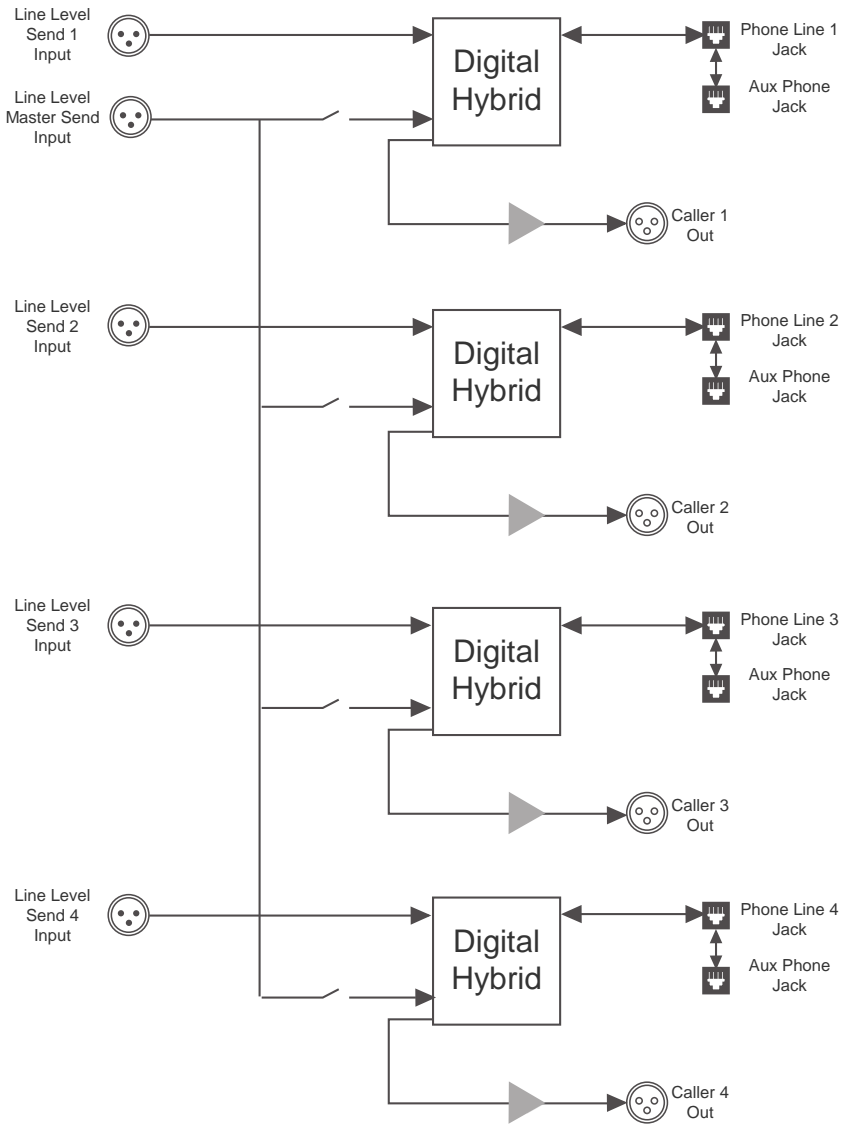 Line Level
Send 1
Input
Digital
Hybrid
Phone Line 1
Jack
Aux Phone
Jack
Line Level
Master Send
Input
Caller 1
Out
Line Level
Send 2
Input
Digital
Hybrid
Phone Line 2
Jack
Aux Phone
Jack
Caller 2
Out
Line Level
Send 3
Input
Digital
Hybrid
Phone Line 3
Jack
Aux Phone
Jack
Caller 3
Out
Line Level
Send 4
Input
Digital
Hybrid
Phone Line 4
Jack
Aux Phone
Jack
Caller 4
Out